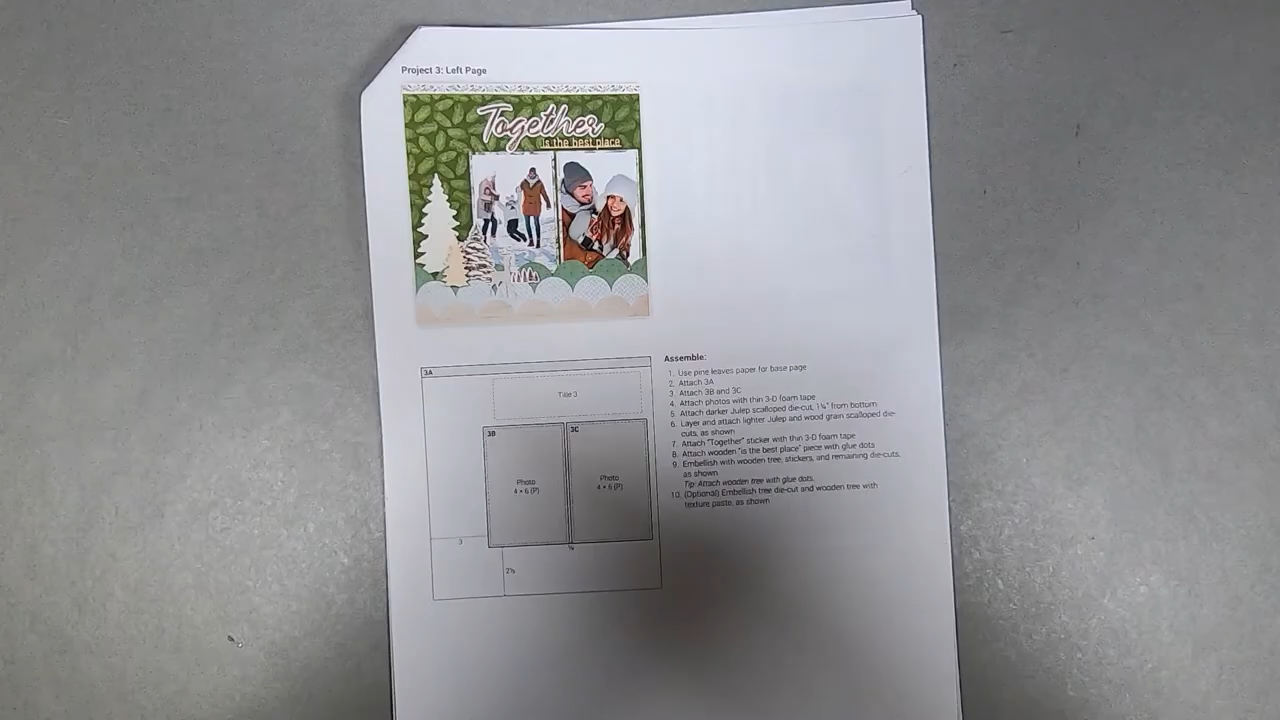 Project 3: Left Page
Together
is the best place
3A
Title 3
3B
3C
Photo
4 × 6 (P)
Photo
4 × 6 (P)
3
⅛
2½
Assemble:
1. Use pine leaves paper for base page
2. Attach 3A
3. Attach 3B and 3C
4. Attach photos with thin 3-D foam tape
5. Attach darker Julep scalloped die-cut, 1¼" from bottom
6. Layer and attach lighter Julep and wood grain scalloped die-
cuts, as shown
7. Attach "Together" sticker with thin 3-D foam tape
8. Attach wooden "is the best place" piece with glue dots
9. Embellish with wooden tree, stickers, and remaining die-cuts,
as shown
Tip: Attach wooden tree with glue dots.
10. (Optional) Embellish tree die-cut and wooden tree with
texture paste, as shown